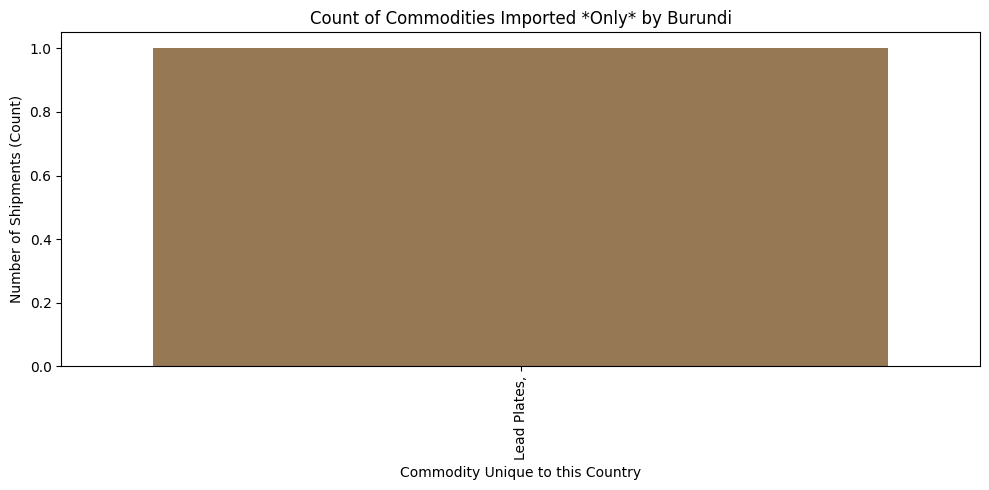 Count of Commodities Imported *Only* by Burundi
Number of Shipments (Count)
1.0
0.8
0.6
0.4
0.2
0.0
Lead Plates,
Commodity Unique to this Country